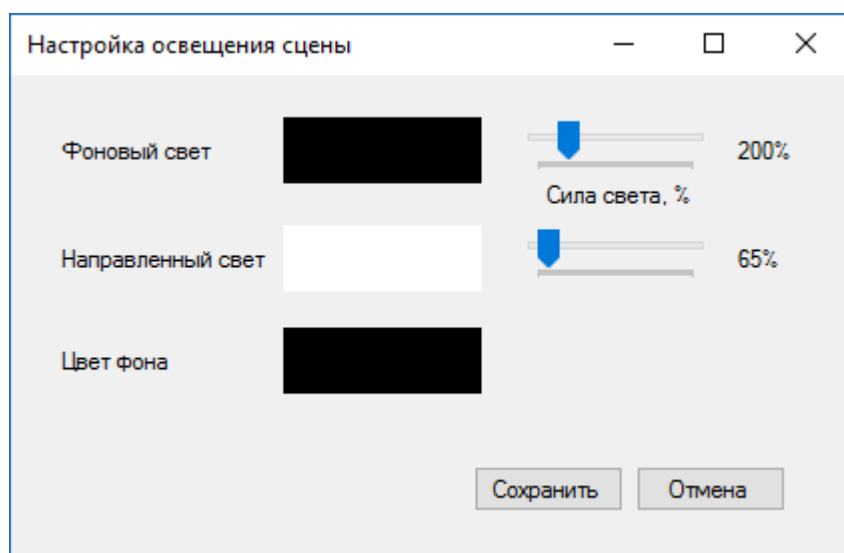 Настройка освещения сцены
Фоновый свет
200%
Сила света, %
Направленный свет
65%
Цвет фона
Сохранить
Отмена